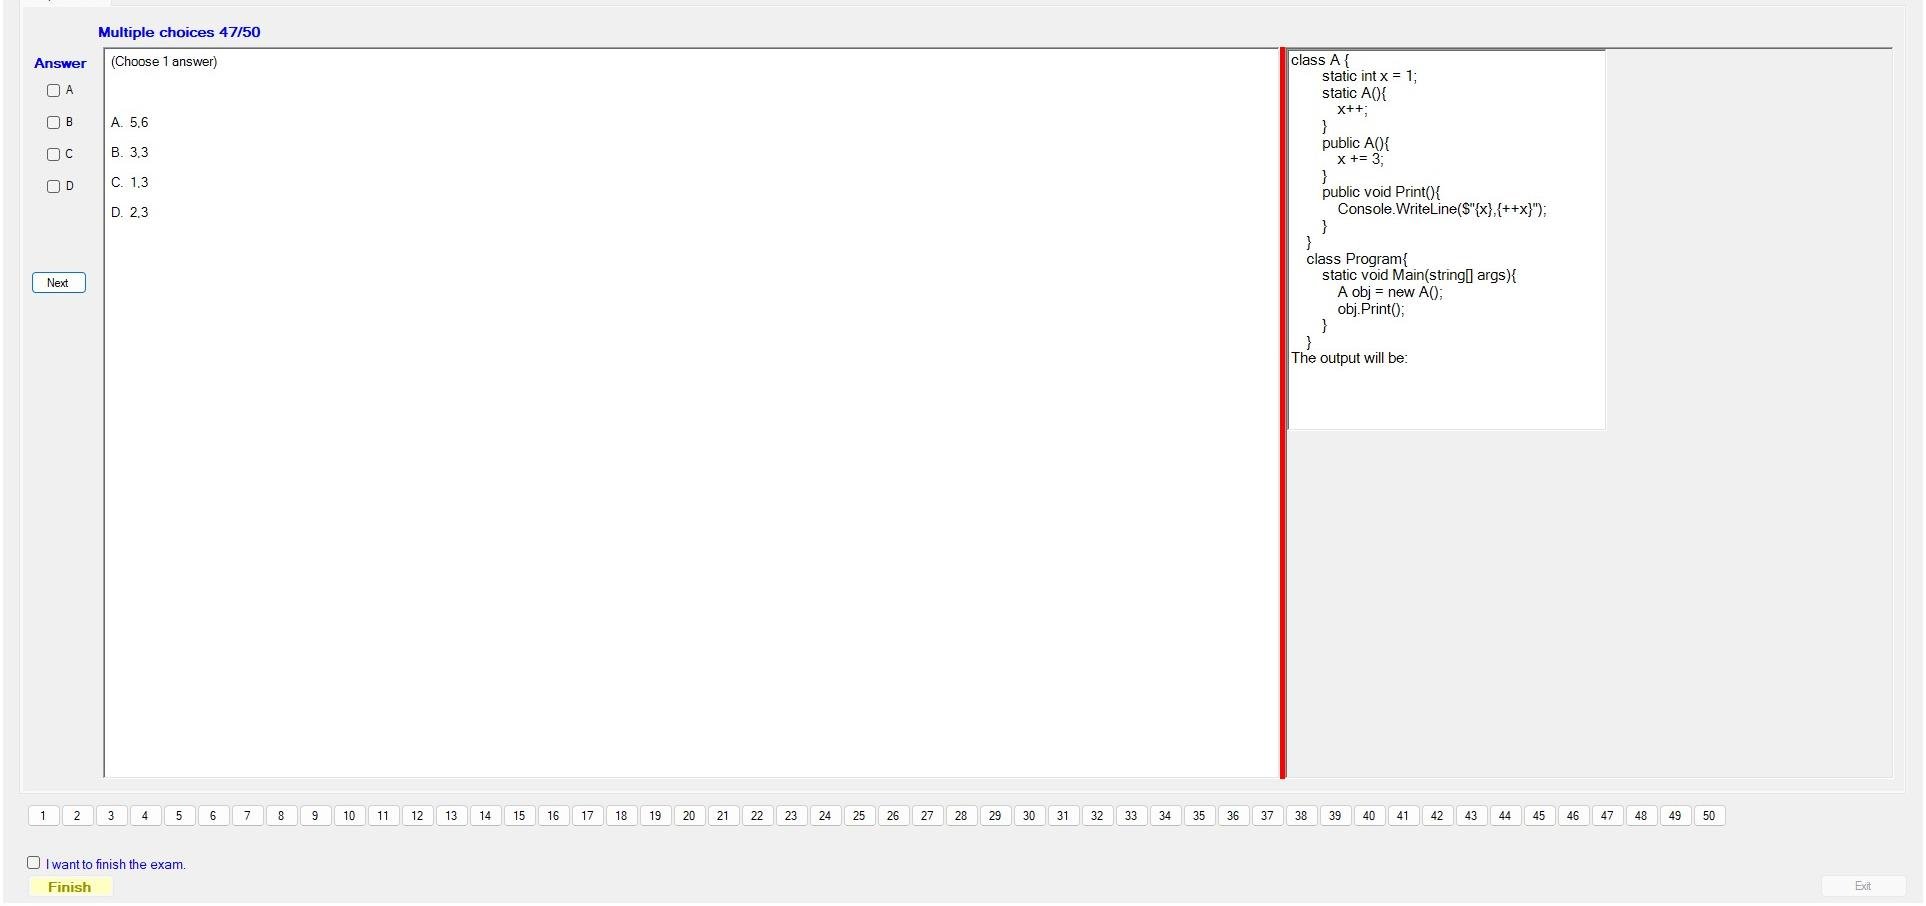 Multiple choices 47/50
Answer
(Choose 1 answer)
A
B
C
D
A. 5,6
B. 3,3
C. 1,3
D. 2,3
Next
class A {
static int x = 1;
static A(){
x++;
}
public A(){
x += 3;
}
public void Print(){
Console.WriteLine($"{x},{++x}");
}
}
class Program{
static void Main(string[] args){
A obj = new A();
obj.Print();
}
}
The output will be:
1 2 3 4 5 6 7 8 9 10 11 12 13 14 15 16 17 18 19 20 21 22 23 24 25 26 27 28 29 30 31 32 33 34 35 36 37 38 39 40 41 42 43 44 45 46 47 48 49 50
I want to finish the exam.
Finish
Exit